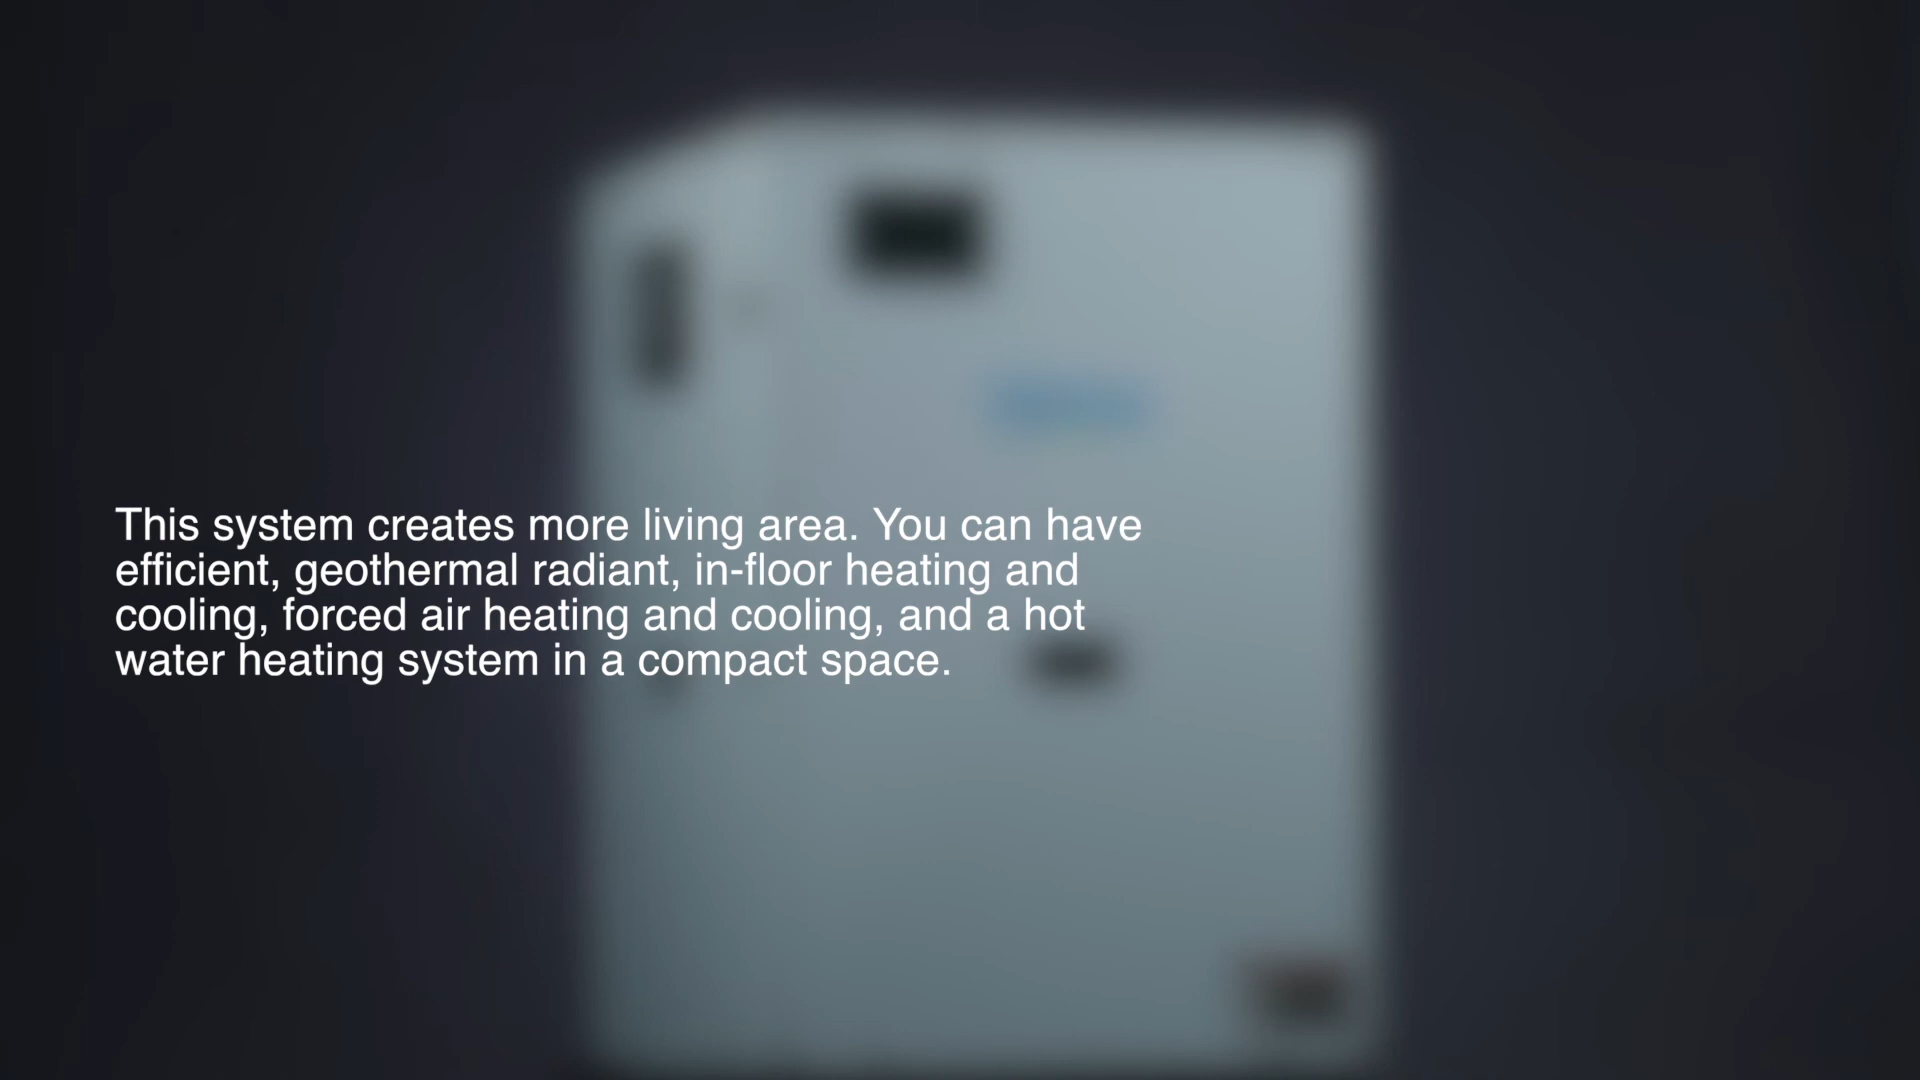 This system creates more living area. You can have
efficient, geothermal radiant, in-floor heating and
cooling, forced air heating and cooling, and a hot
water heating system in a compact space.